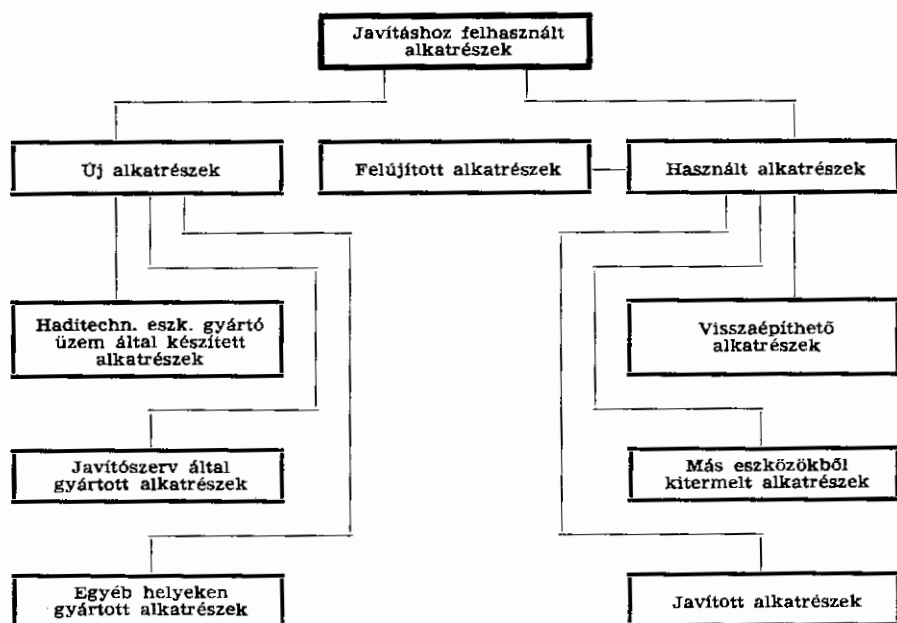 Javításhoz felhasznált
alkatrészek
Új alkatrészek
Felújított alkatrészek
Használt alkatrészek
Haditechn. eszk. gyártó
üzem által készített
alkatrészek
Visszaépíthető
alkatrészek
Javítószerv által
gyártott alkatrészek
Más eszközökből
kitermelt alkatrészek
Egyéb helyeken
gyártott alkatrészek
Javított alkatrészek